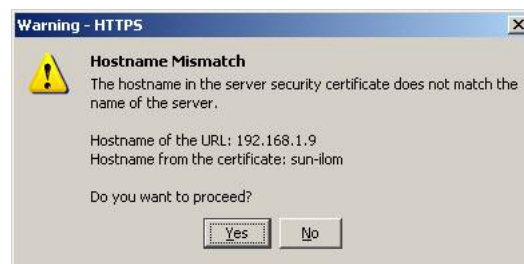 Warning - HTTPS
Hostname Mismatch
The hostname in the server security certificate does not match the
name of the server.
Hostname of the URL: 192.168.1.9
Hostname from the certificate: sun-ilom
Do you want to proceed?
Yes No